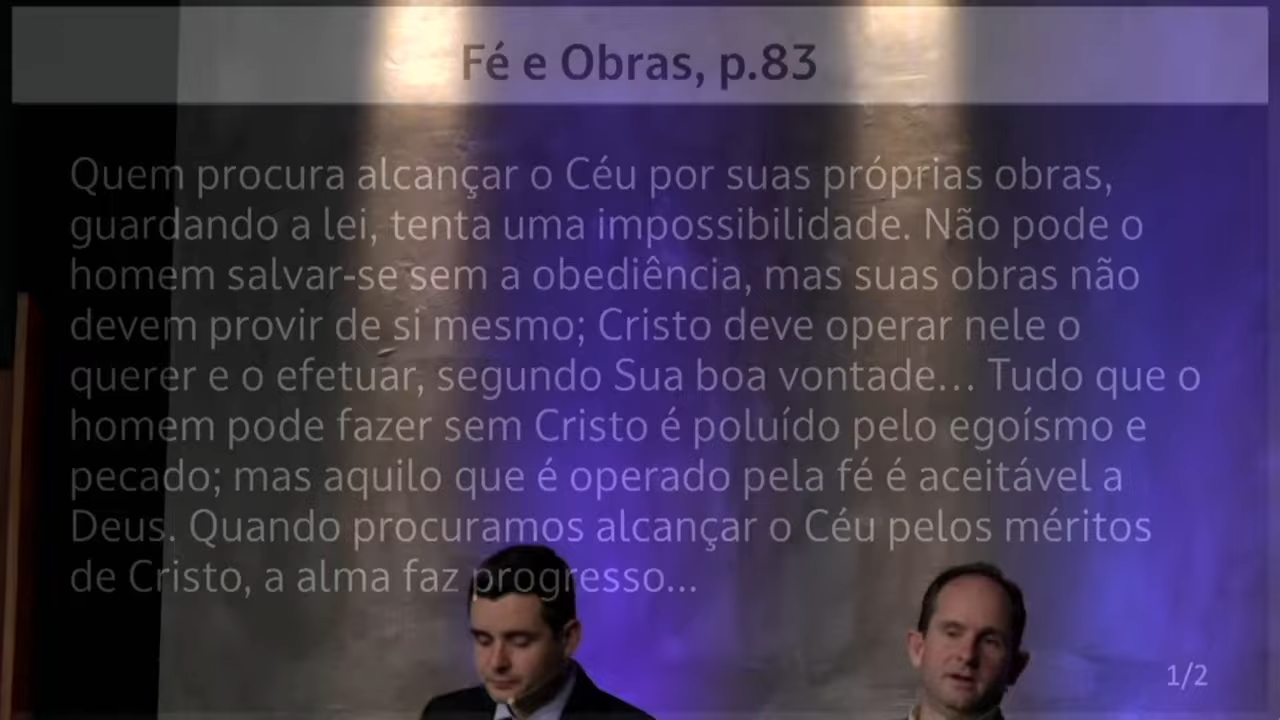 Fé e Obras, p.83
Quem procura alcançar o Céu por suas próprias obras,
guardando a lei, tenta uma impossibilidade. Não pode o
homem salvar-se sem a obediência, mas suas obras não
devem provir de si mesmo; Cristo deve operar nele o
querer e o efetuar, segundo Sua boa vontade... Tudo que o
homem pode fazer sem Cristo é poluído pelo egoísmo e
pecado; mas aquilo que é operado pela fé é aceitável a
Deus. Quando procuramos alcançar o Céu pelos méritos
de Cristo, a alma faz progresso...
1/2